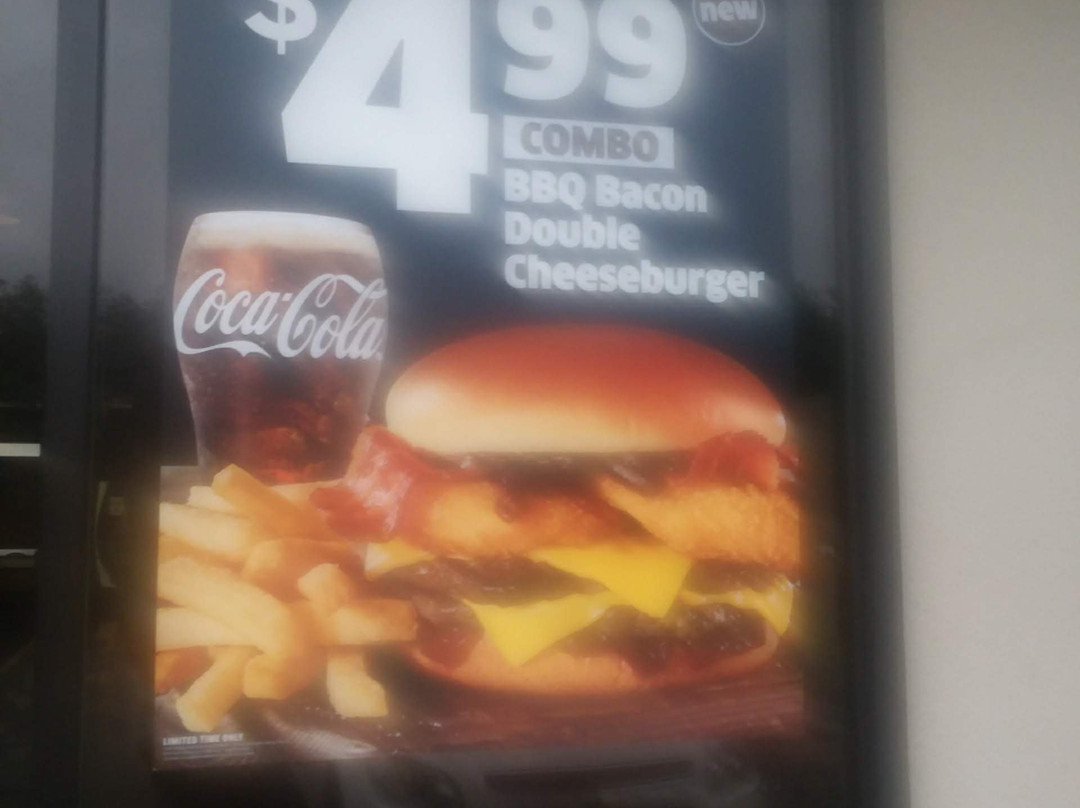 new
$4 99
COMBO
BBQ Bacon
Double
Cheeseburger
Coca-Cola
LIMITED TIME ONLY